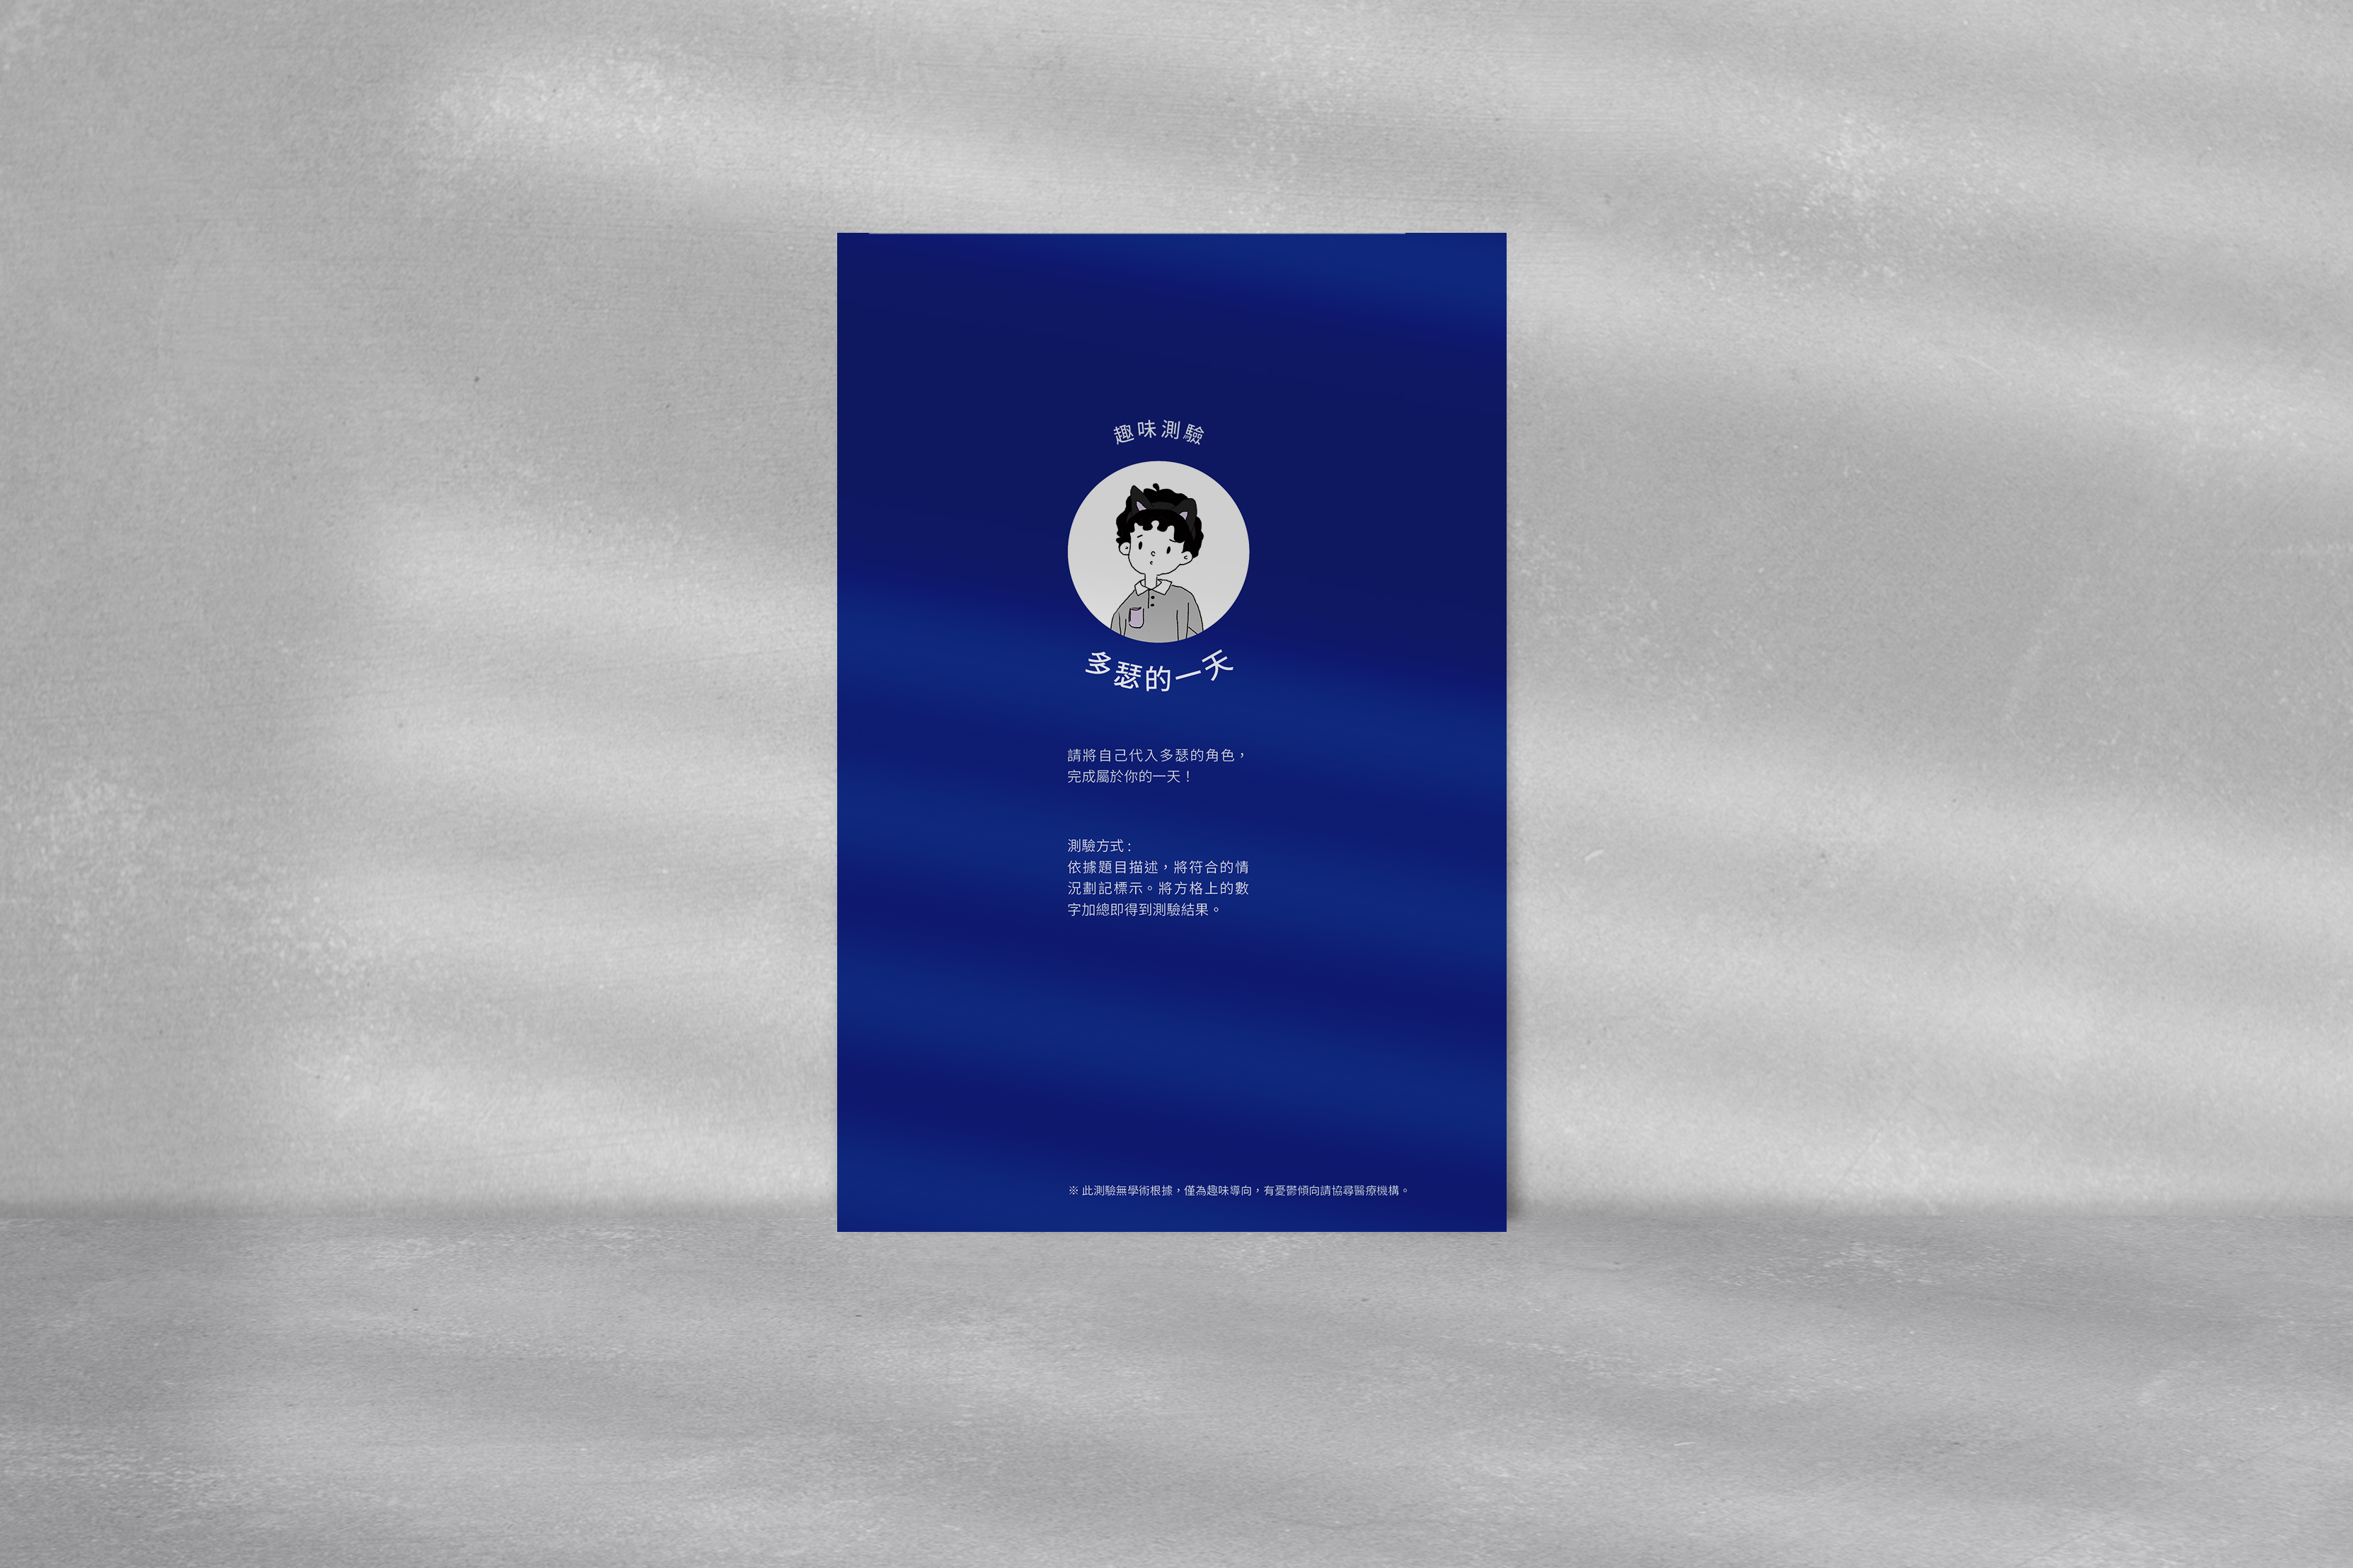 趣味測驗
多瑟的一天
請將自己代入多瑟的角色，
完成屬於你的一天！
測驗方式：
依據題目描述，將符合的情
況劃記標示。將方格上的數
字加總即得到測驗結果。
※ 此測驗無學術根據，僅為趣味導向，有憂鬱傾向請協尋醫療機構。